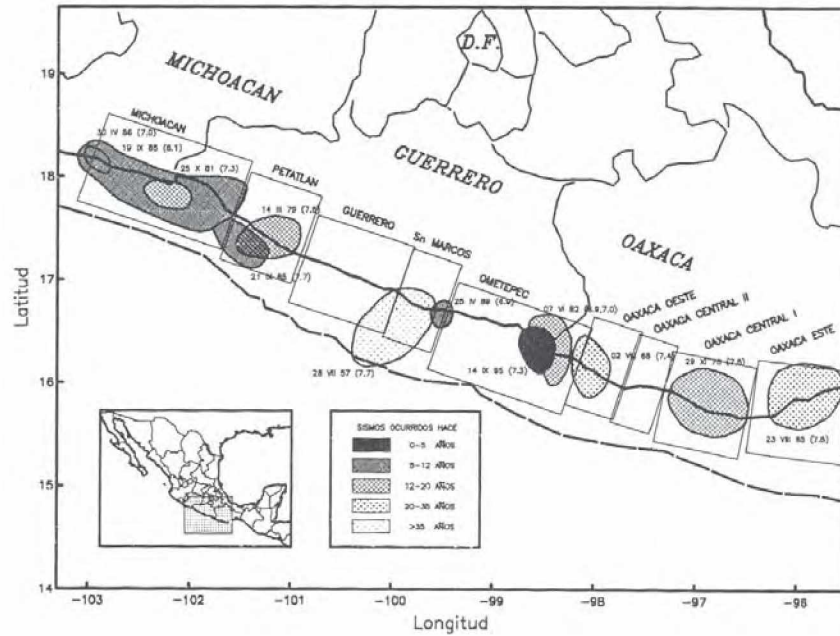 19
18
17
16
15
14
Latitud
-103
-102
-101
-100
-99
-98
-97
-96
Longitud
MICHOACAN
D.F.
GUERRERO
OAXACA
MICHOACAN
30 IV 86 (7.0)
19 IX 85 (8.1)
25 X 81 (7.3)
PETATLAN
14 III 79 (7.6)
21 IX 85 (7.7)
GUERRERO
Sn MARCOS
28 VII 57 (7.7)
25 IV 89 (6.9)
OMETEPEC
14 IX 95 (7.3)
07 VI 82 (6.9,7.0)
OAXACA OESTE
02 VIII 68 (7.4)
OAXACA CENTRAL II
OAXACA CENTRAL I
29 XI 78 (7.8)
OAXACA ESTE
23 VIII 65 (7.8)
SISMOS OCURRIDOS HACE
0-5 AÑOS
5-12 AÑOS
12-20 AÑOS
20-35 AÑOS
>35 AÑOS